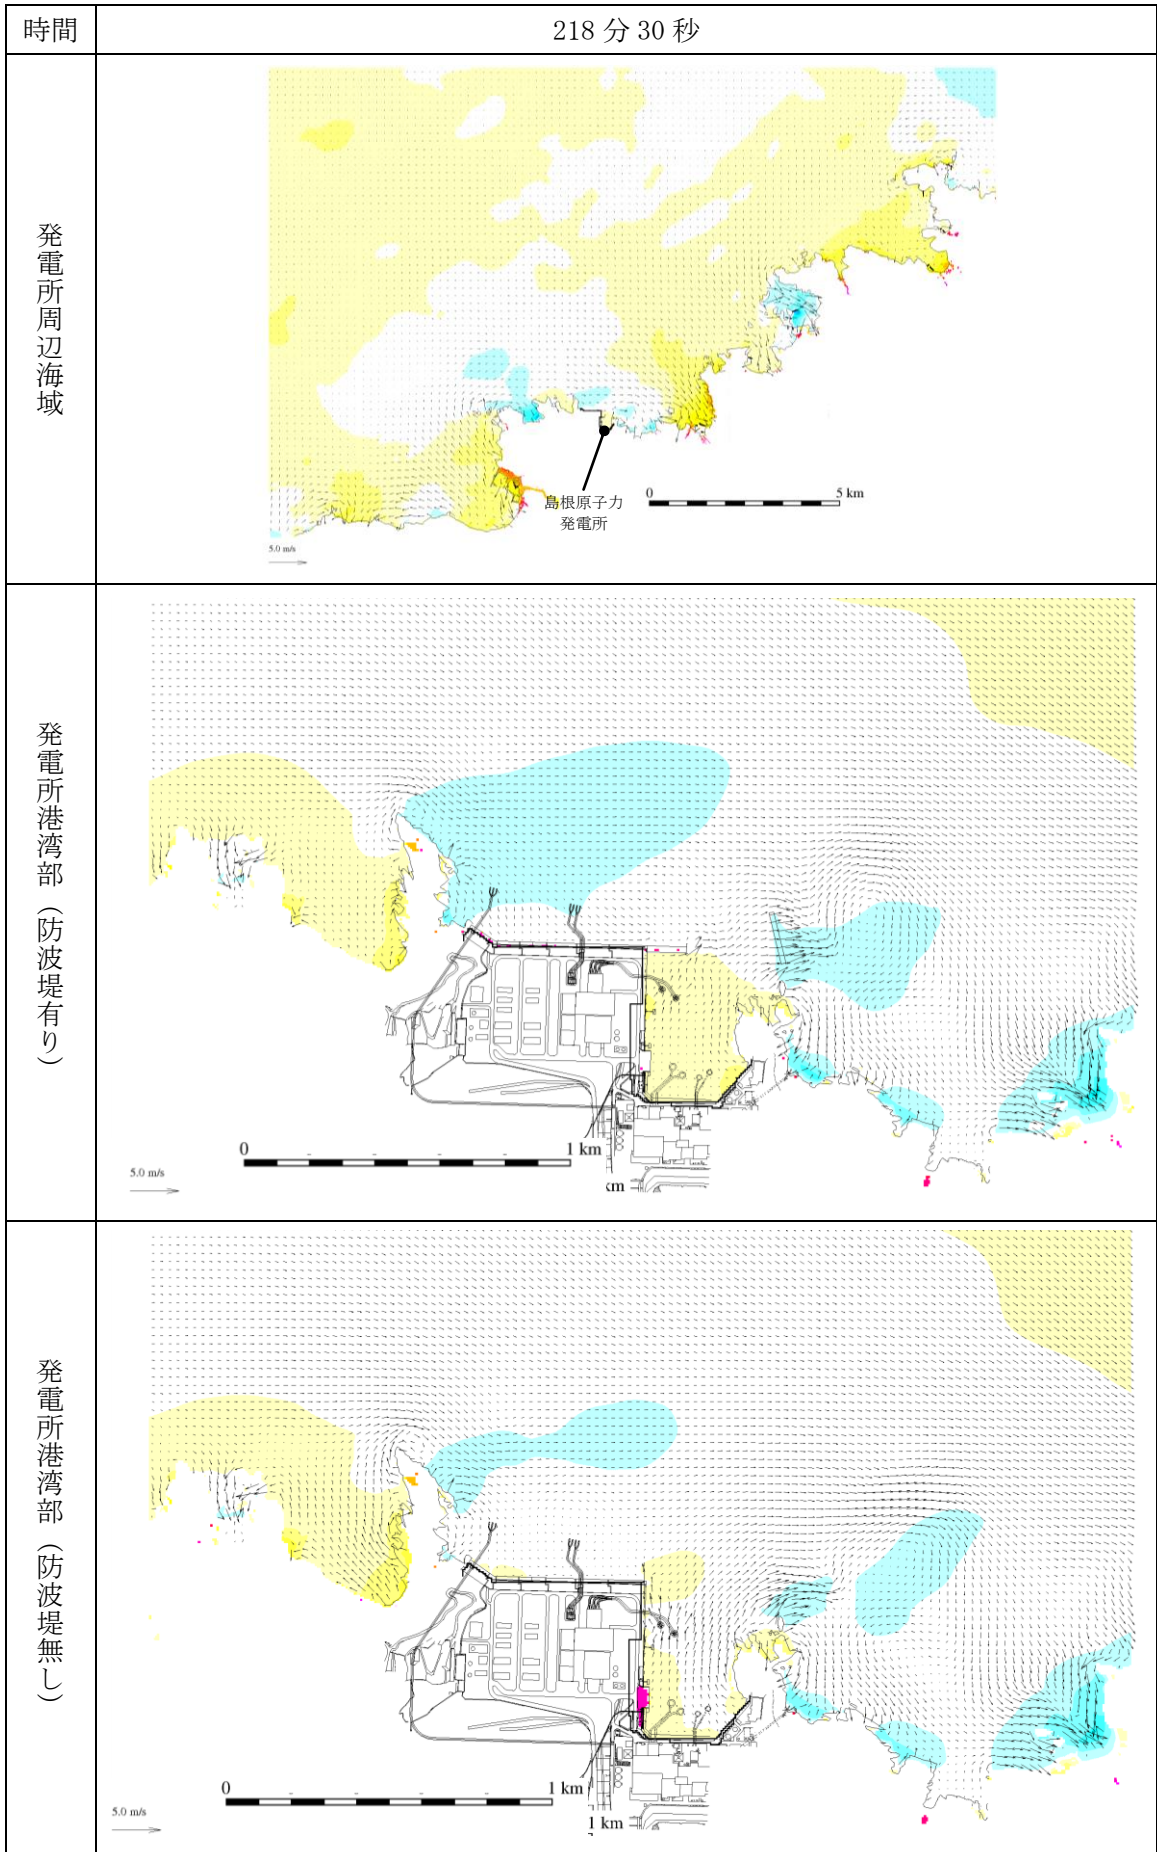 時間
218 分 30 秒
発電所周辺海域
島根原子力
発電所
0
5 km
5.0 m/s
発電所港湾部（防波堤有り）
0
1 km
5.0 m/s
km
発電所港湾部（防波堤無し）
0
1 km
5.0 m/s
1 km